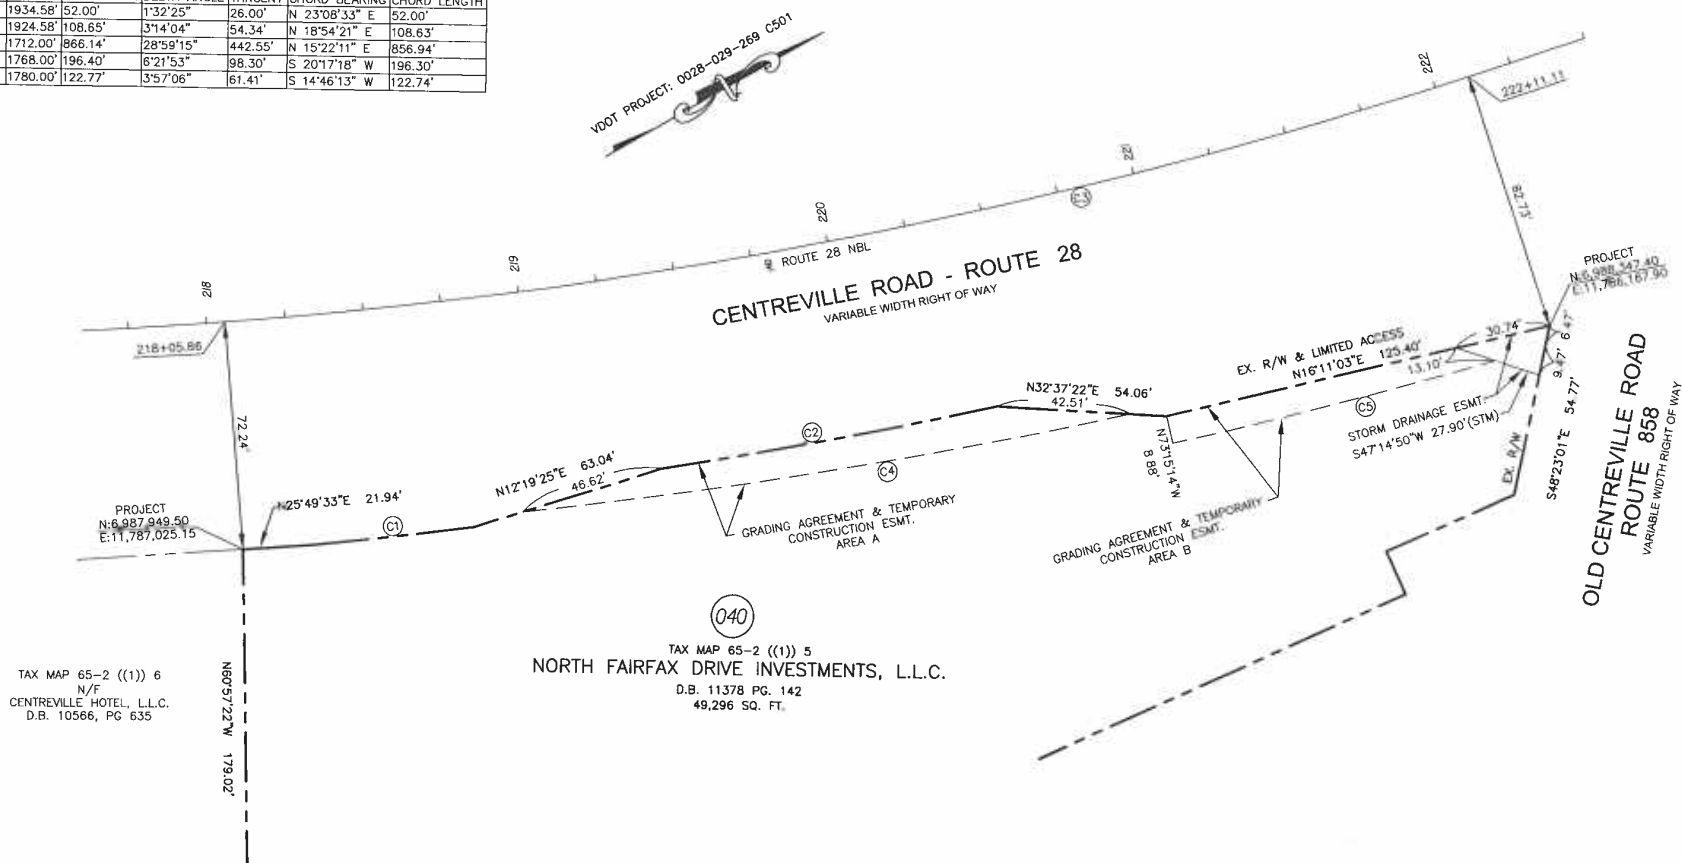 1934.58' 52.00' 1°32'25" 26.00' N 23°08'33" E 52.00'
1924.58' 108.65' 3°14'04" 54.34' N 18°54'21" E 108.63'
1712.00' 866.14' 28°59'15" 442.55' N 15°22'11" E 856.94'
1768.00' 196.40' 6°21'53" 98.30' S 20°17'18" W 196.30'
1780.00' 122.77' 3°57'06" 61.41' S 14°46'13" W 122.74'
VDOT PROJECT: 0028-029-269 C501
218
219
220
221
222
222+11.11
218+05.86
C3
℄ ROUTE 28 NBL
CENTREVILLE ROAD - ROUTE 28
VARIABLE WIDTH RIGHT OF WAY
82.73'
72.24'
PROJECT
N:6,988,347.40
E:11,788,187.90
EX. R/W & LIMITED ACCESS
N16°11'03"E 125.40'
30.74'
13.10'
6.47'
9.47'
N32°37'22"E 54.06'
42.51'
C2
C5
STORM DRAINAGE ESMT.
S47°14'50"W 27.90'(STM)
S48°23'01"E 54.77'
EX. R/W
OLD CENTREVILLE ROAD
ROUTE 858
VARIABLE WIDTH RIGHT OF WAY
N12°19'25"E 63.04'
46.62'
C4
N73°15'14"W
8.88'
N25°49'33"E 21.94'
PROJECT
N:6,987,949.50
E:11,787,025.15
C1
GRADING AGREEMENT & TEMPORARY
CONSTRUCTION ESMT.
AREA A
GRADING AGREEMENT & TEMPORARY
CONSTRUCTION ESMT.
AREA B
040
TAX MAP 65-2 ((1)) 5
NORTH FAIRFAX DRIVE INVESTMENTS, L.L.C.
D.B. 11378 PG. 142
49,296 SQ. FT.
TAX MAP 65-2 ((1)) 6
N/F
CENTREVILLE HOTEL, L.L.C.
D.B. 10566, PG 635
N60°57'22"W 179.02'